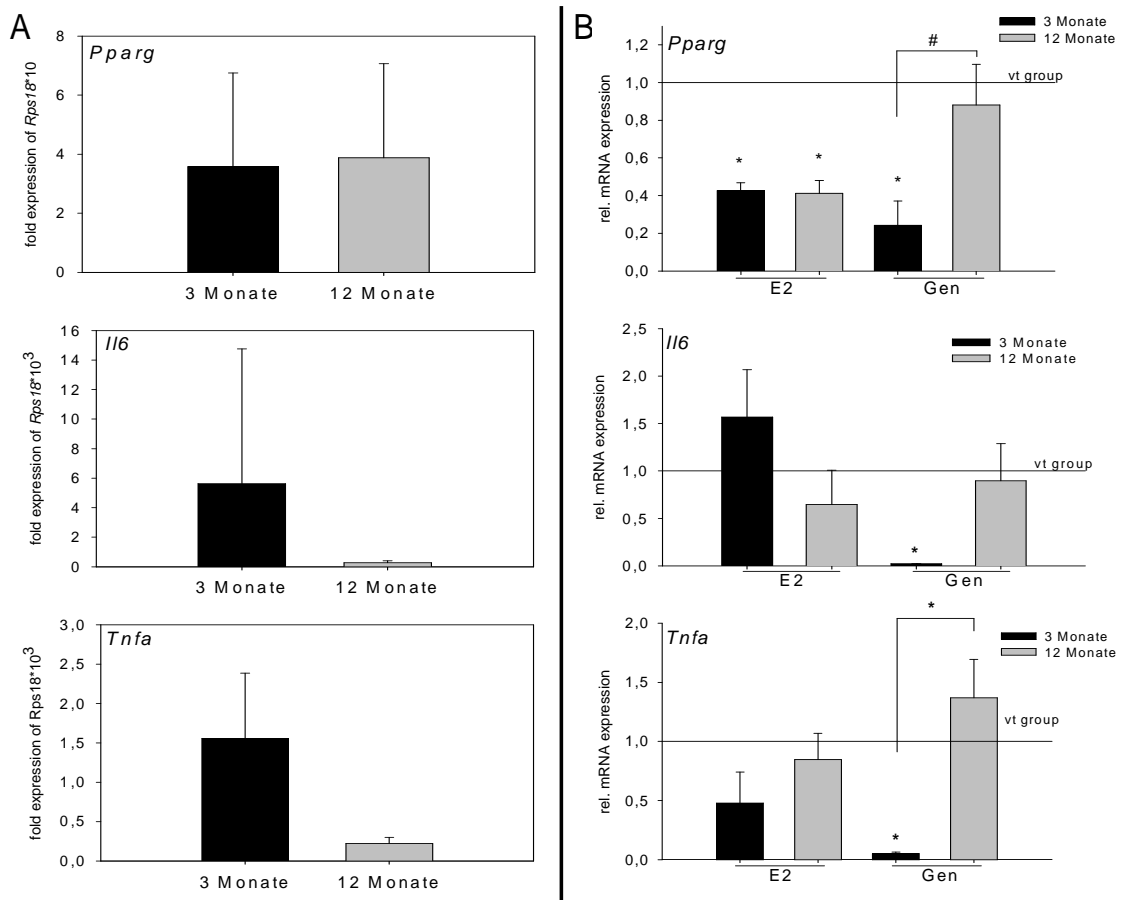 A
Pparg
fold expression of Rps18*10
8
6
4
2
0
3 Monate 12 Monate
Il6
fold expression of Rps18*10³
16
14
12
10
8
6
4
2
0
3 Monate 12 Monate
Tnfa
fold expression of Rps18*10³
3,0
2,5
2,0
1,5
1,0
0,5
0,0
3 Monate 12 Monate
B
Pparg
3 Monate
12 Monate
rel. mRNA expression
1,2
1,0
0,8
0,6
0,4
0,2
0,0
#
vt group
* * *
E2 Gen
Il6
3 Monate
12 Monate
rel. mRNA expression
2,5
2,0
1,5
1,0
0,5
0,0
vt group
*
E2 Gen
Tnfa
3 Monate
12 Monate
rel. mRNA expression
2,0
1,5
1,0
0,5
0,0
*
vt group
*
E2 Gen